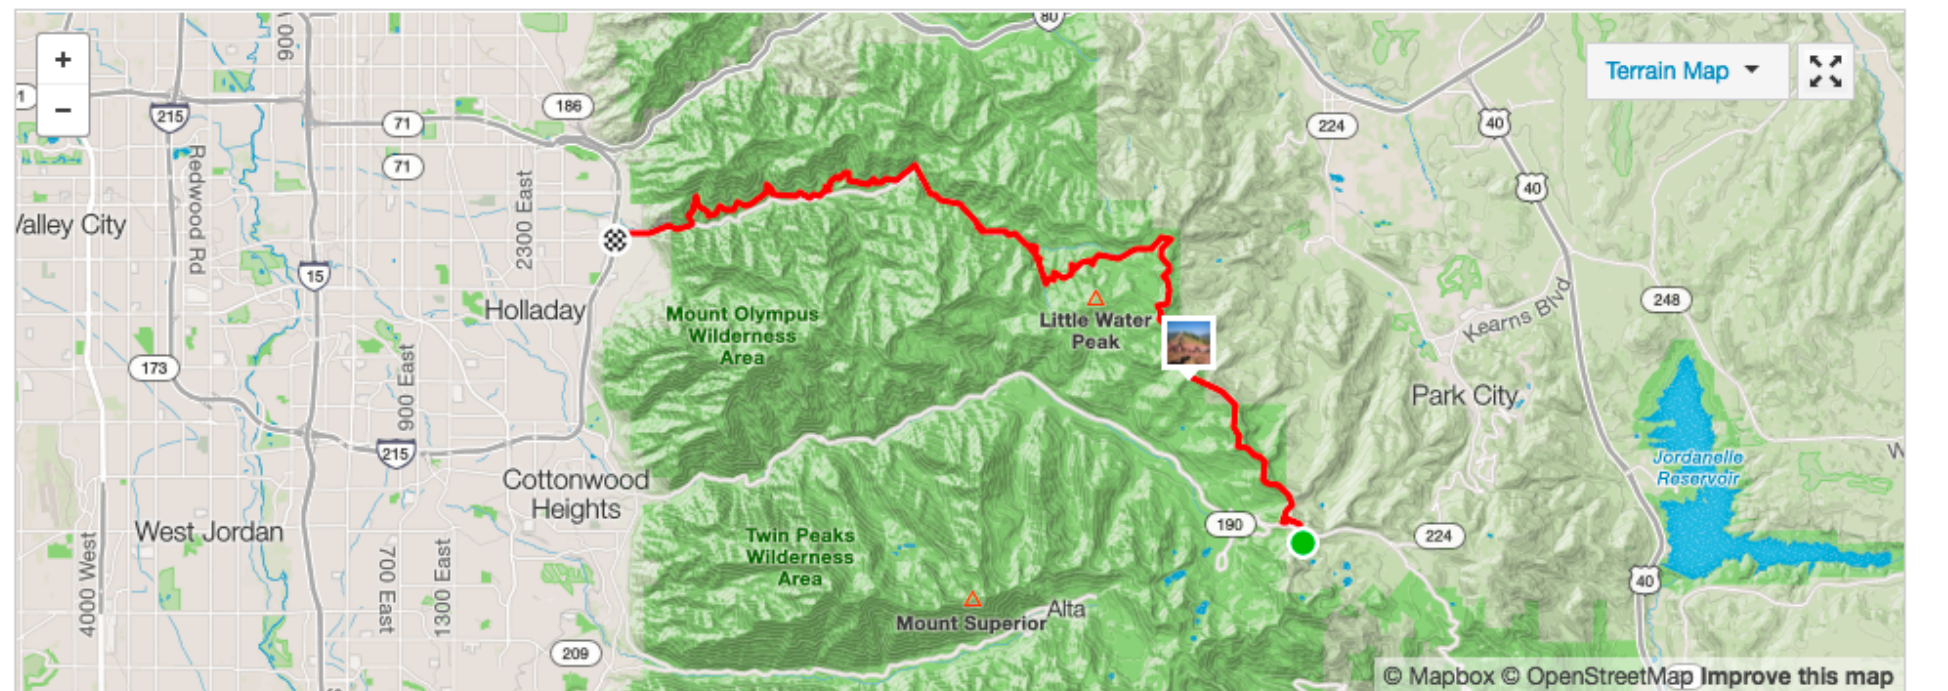 +
−
Terrain Map
80
900
1
215
71
186
71
224
40
40
Redwood Rd
2300 East
Valley City
15
Holladay
Mount Olympus
Wilderness
Area
Little Water
Peak
248
Kearns Blvd
173
900 East
Park City
215
Cottonwood
Heights
Jordanelle
Reservoir
W
West Jordan
190
224
Twin Peaks
Wilderness
Area
4000 West
700 East
1300 East
40
Mount Superior
Alta
209
© Mapbox © OpenStreetMap Improve this map